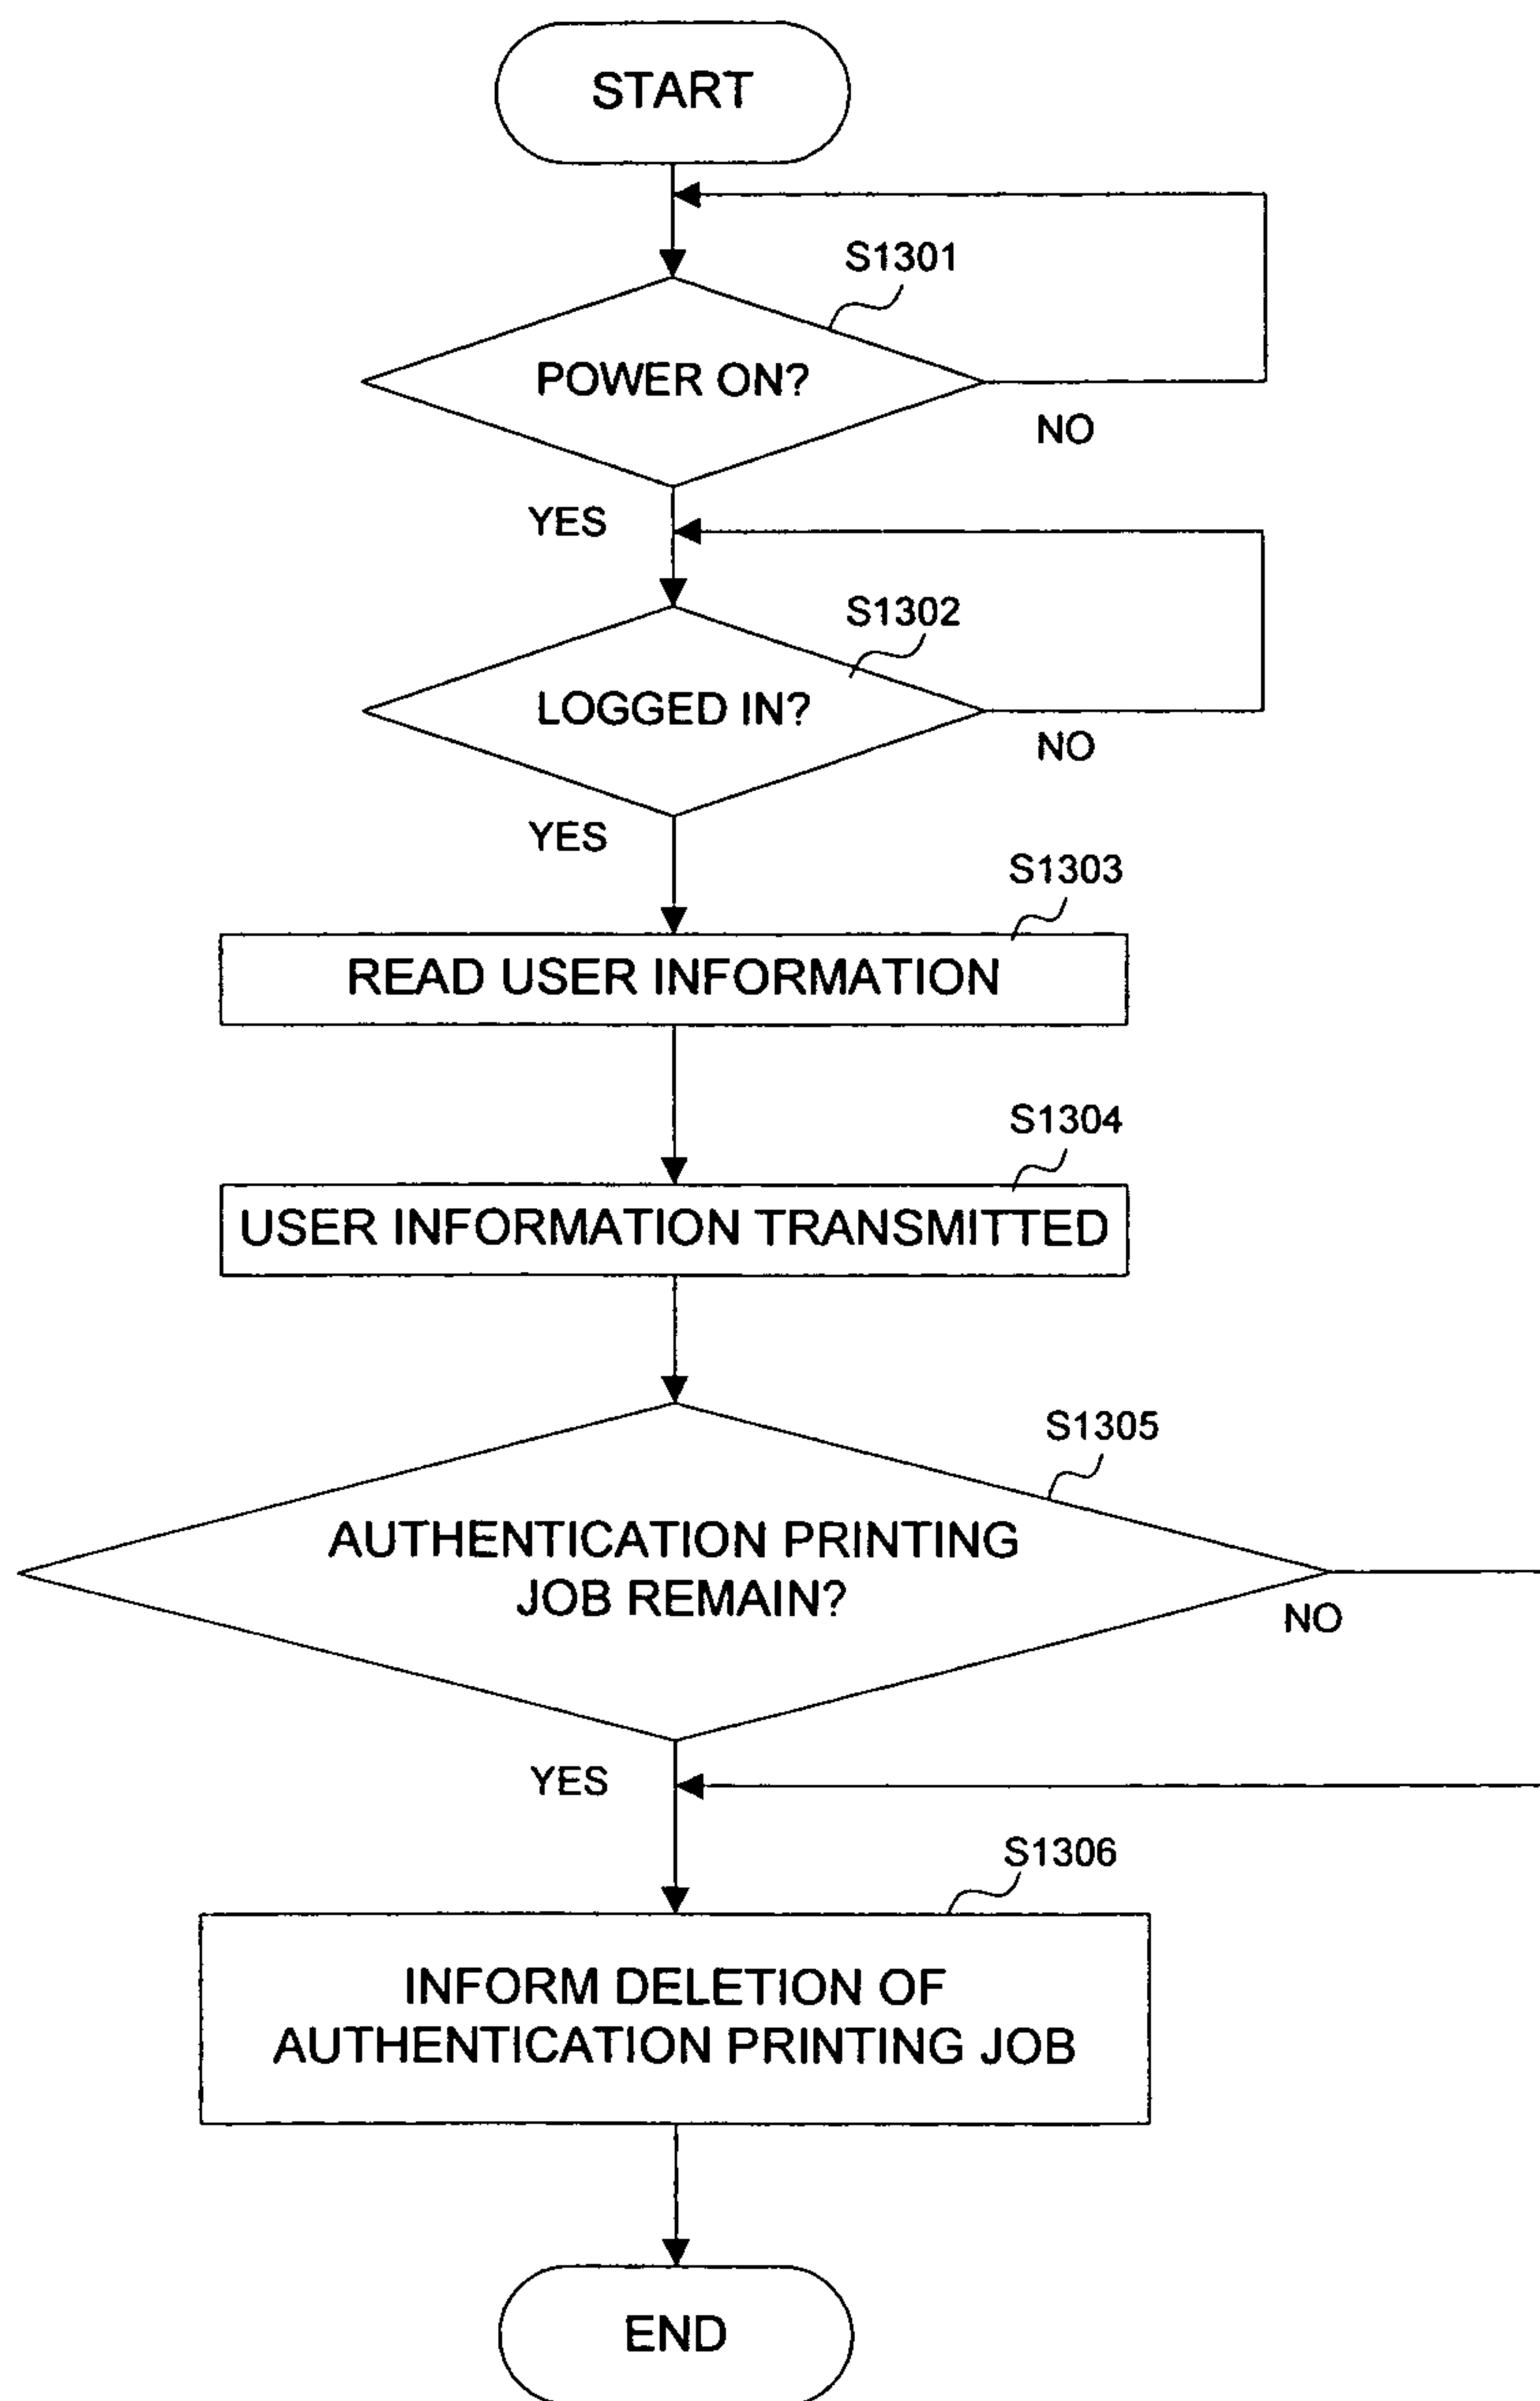 START
S1301
POWER ON?
NO
YES
S1302
LOGGED IN?
NO
YES
S1303
READ USER INFORMATION
S1304
USER INFORMATION TRANSMITTED
S1305
AUTHENTICATION PRINTING
JOB REMAIN?
NO
YES
S1306
INFORM DELETION OF
AUTHENTICATION PRINTING JOB
END